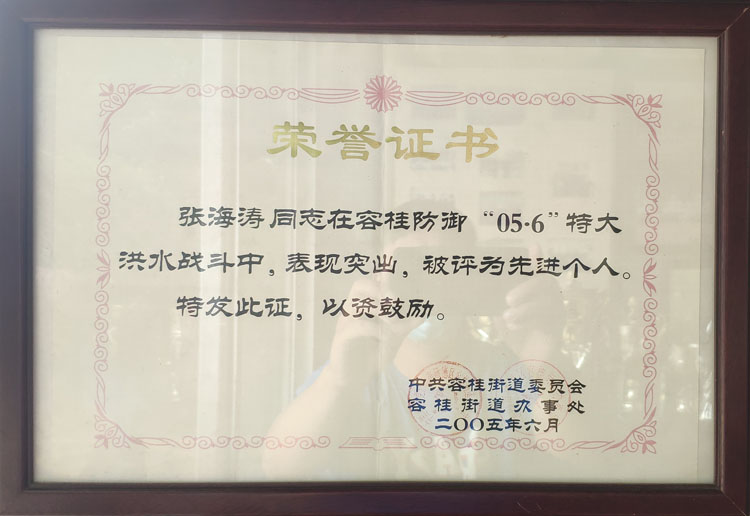 荣誉证书
张海涛同志在容桂防御“05·6”特大
洪水战斗中，表现突出，被评为先进个人。
特发此证，以资鼓励。
中共容桂街道委员会
容桂街道办事处
二〇〇五年六月